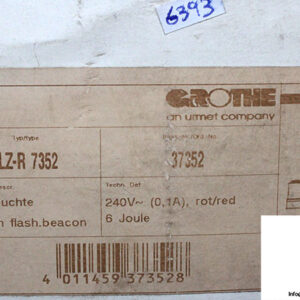 6393
GROTHE
an urmet company
Typ/type
LZ-R 7352
37352
Techn. Dat
uchte
240V~ (0,1A), rot/red
flash.beacon
6 Joule
4 011459 373528